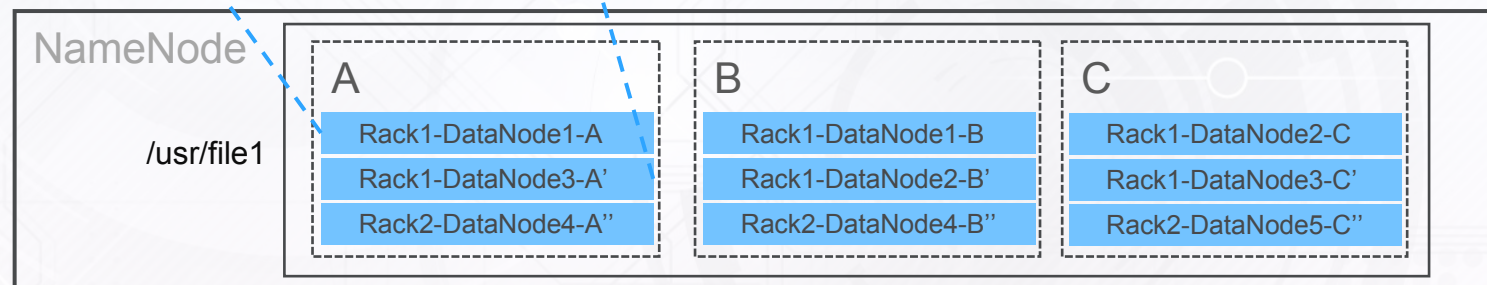 NameNode
/usr/file1
A
Rack1-DataNode1-A
Rack1-DataNode3-A’
Rack2-DataNode4-A’’
B
Rack1-DataNode1-B
Rack1-DataNode2-B’
Rack2-DataNode4-B’’
C
Rack1-DataNode2-C
Rack1-DataNode3-C’
Rack2-DataNode5-C’’